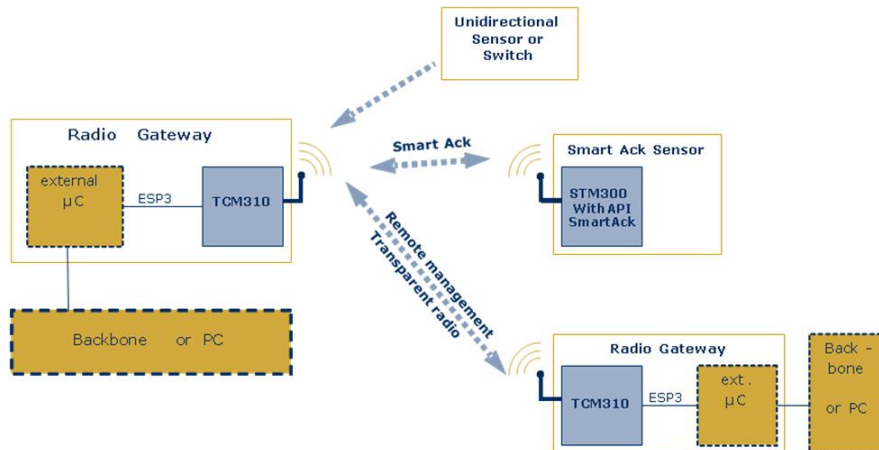 Unidirectional
Sensor or
Switch
Radio Gateway
external
µC
ESP3
TCM310
Smart Ack
Smart Ack Sensor
STM300
With API
SmartAck
Remote management
Transparent radio
Backbone or PC
Radio Gateway
TCM310
ESP3
ext.
µC
Back -
bone
or PC